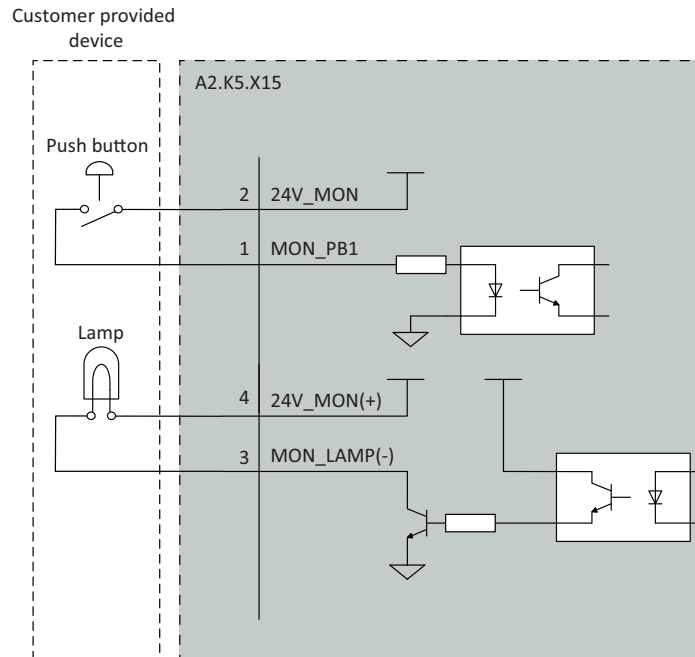 Customer provided
device
A2.K5.X15
Push button
2 24V_MON
1 MON_PB1
Lamp
4 24V_MON(+)
3 MON_LAMP(-)